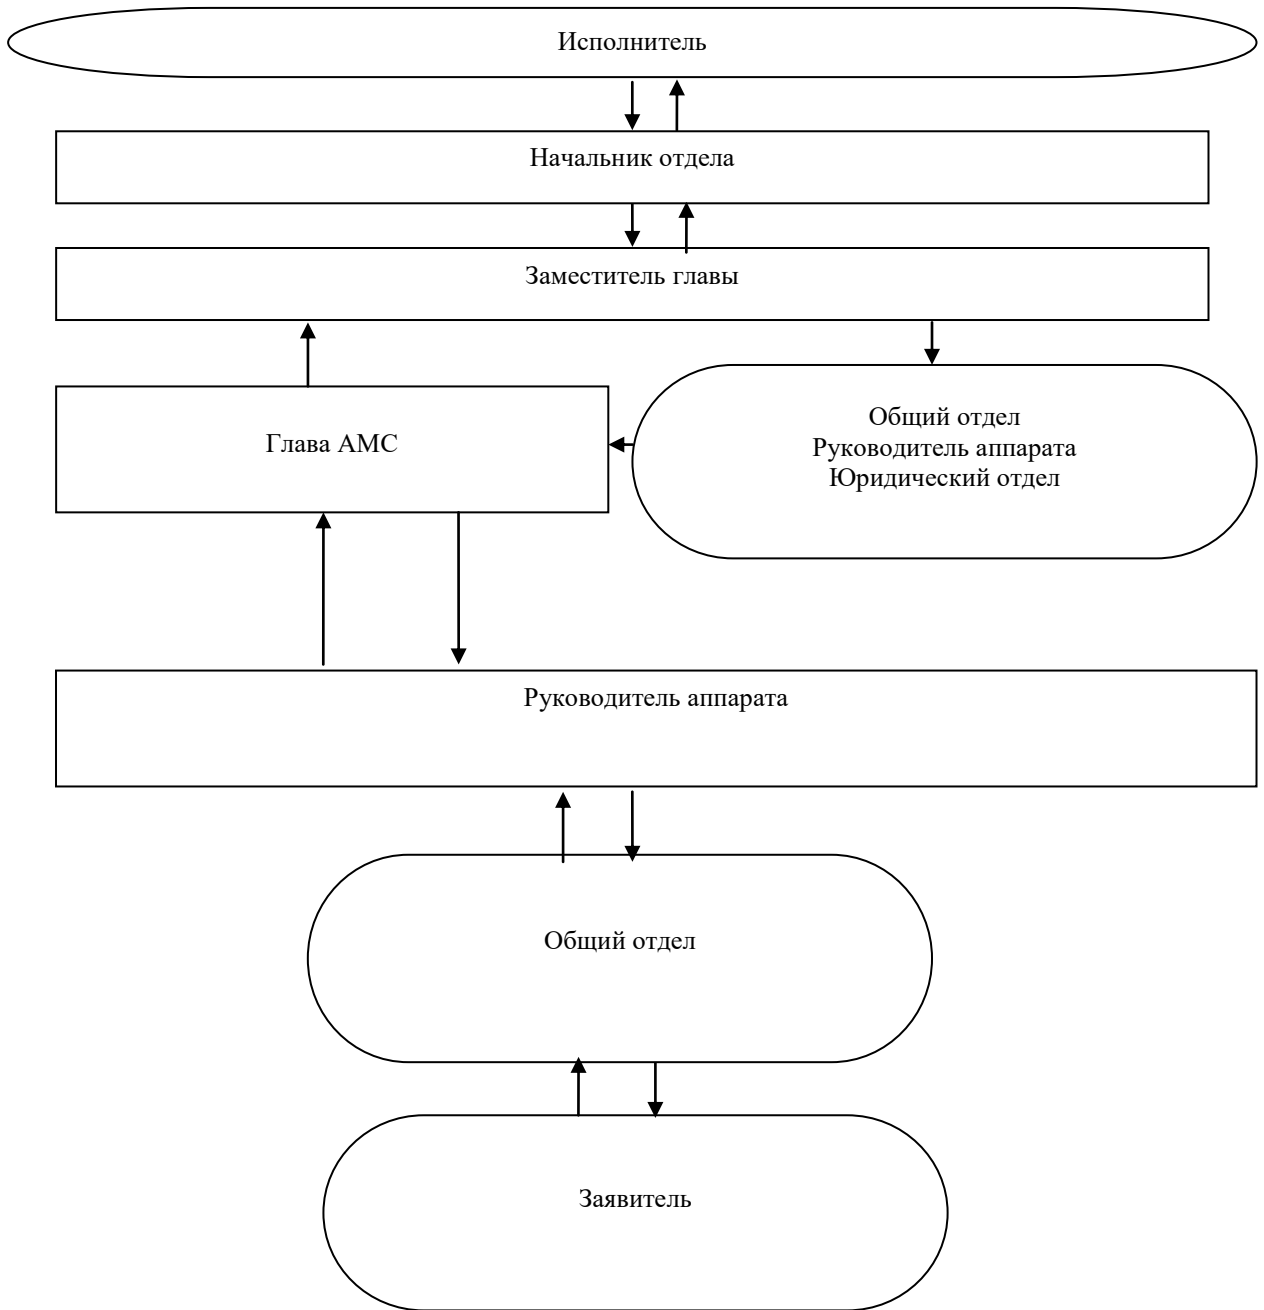 Исполнитель
Начальник отдела
Заместитель главы
Глава АМС
Общий отдел
Руководитель аппарата
Юридический отдел
Руководитель аппарата
Общий отдел
Заявитель